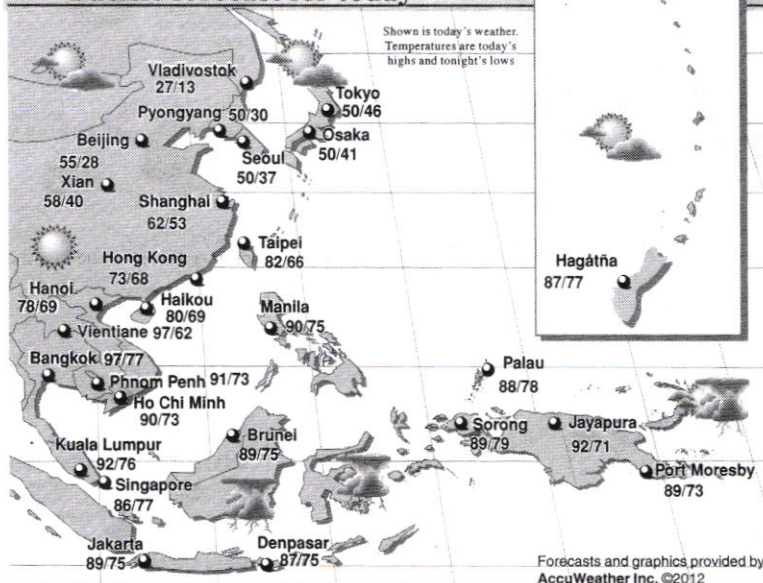 Shown is today's weather.
Temperatures are today's
highs and tonight's lows
Vladivostok
27/13
Tokyo
50/46
Pyongyang 50/30
Osaka
50/41
Beijing
55/28
Seoul
50/37
Xian
58/40
Shanghai
62/53
Taipei
82/66
Hong Kong
73/68
Hagåtña
87/77
Hanoi
78/69
Haikou
80/69
Manila
90/75
Vientiane 97/62
Bangkok 97/77
Palau
88/78
Phnom Penh 91/73
Ho Chi Minh
90/73
Sorong
89/79
Jayapura
92/71
Brunei
89/75
Kuala Lumpur
92/76
Singapore
86/77
Port Moresby
89/73
Jakarta
89/75
Denpasar
87/75
Forecasts and graphics provided by
AccuWeather Inc. ©2012